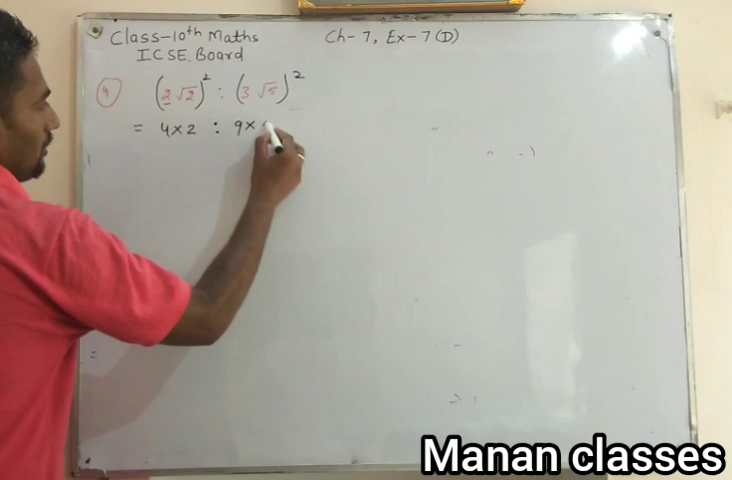 Class-10th Maths
ICSE Board
Ch-7, Ex-7(D)
(2√2)² : (3√5)²
= 4×2 : 9×
Manan classes